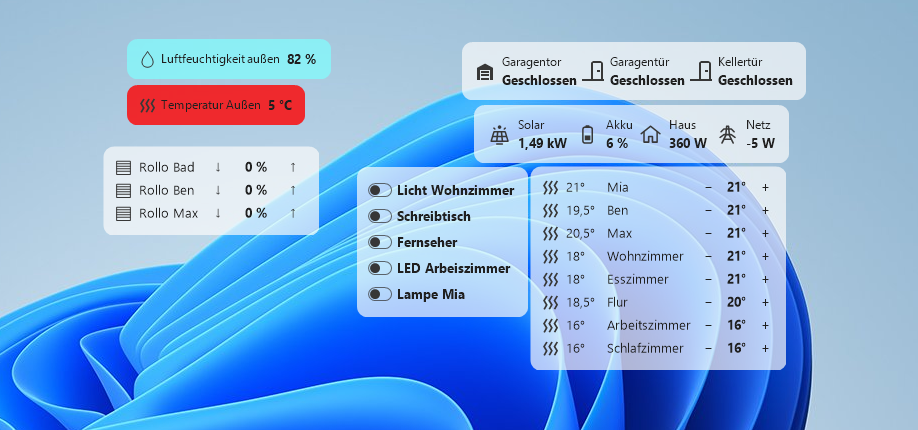 Luftfeuchtigkeit außen 82 %
Temperatur Außen 5 °C
Rollo Bad ↓ 0 % ↑
Rollo Ben ↓ 0 % ↑
Rollo Max ↓ 0 % ↑
Garagentor Garagentür Kellertür
Geschlossen Geschlossen Geschlossen
Solar Akku Haus Netz
1,49 kW 6 % 360 W -5 W
Licht Wohnzimmer
Schreibtisch
Fernseher
LED Arbeiszimmer
Lampe Mia
21° Mia − 21° +
19,5° Ben − 21° +
20,5° Max − 21° +
18° Wohnzimmer − 21° +
18° Esszimmer − 21° +
18,5° Flur − 20° +
16° Arbeitszimmer − 16° +
16° Schlafzimmer − 16° +